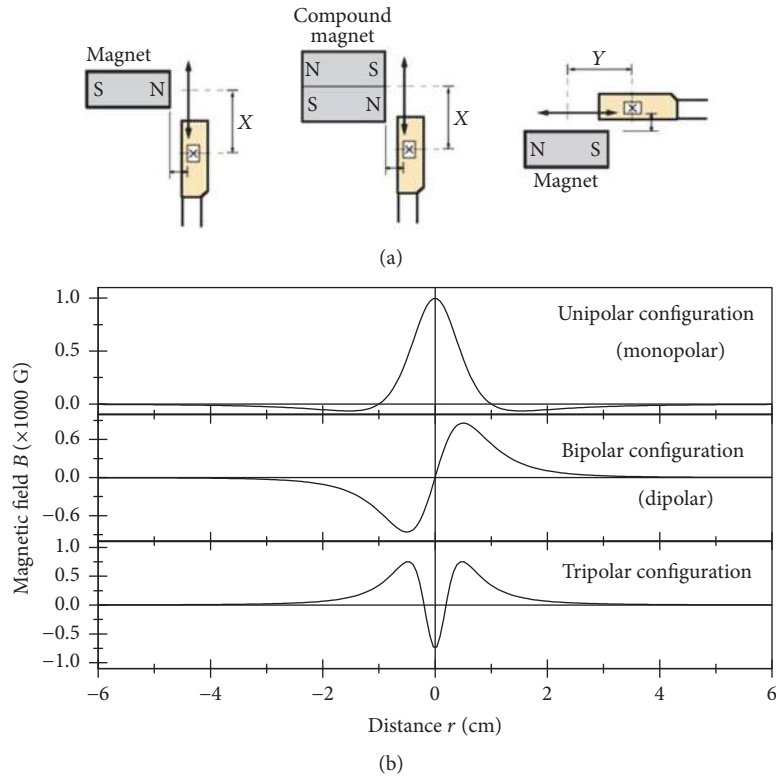 Magnet
S N
X
Compound
magnet
N S
S N
X
Y
N S
Magnet
(a)
Magnetic field B (×1000 G)
1.0
0.5
0.0
Unipolar configuration
(monopolar)
0.6
0.0
−0.6
Bipolar configuration
(dipolar)
1.0
0.5
0.0
−0.5
−1.0
Tripolar configuration
−6 −4 −2 0 2 4 6
Distance r (cm)
(b)